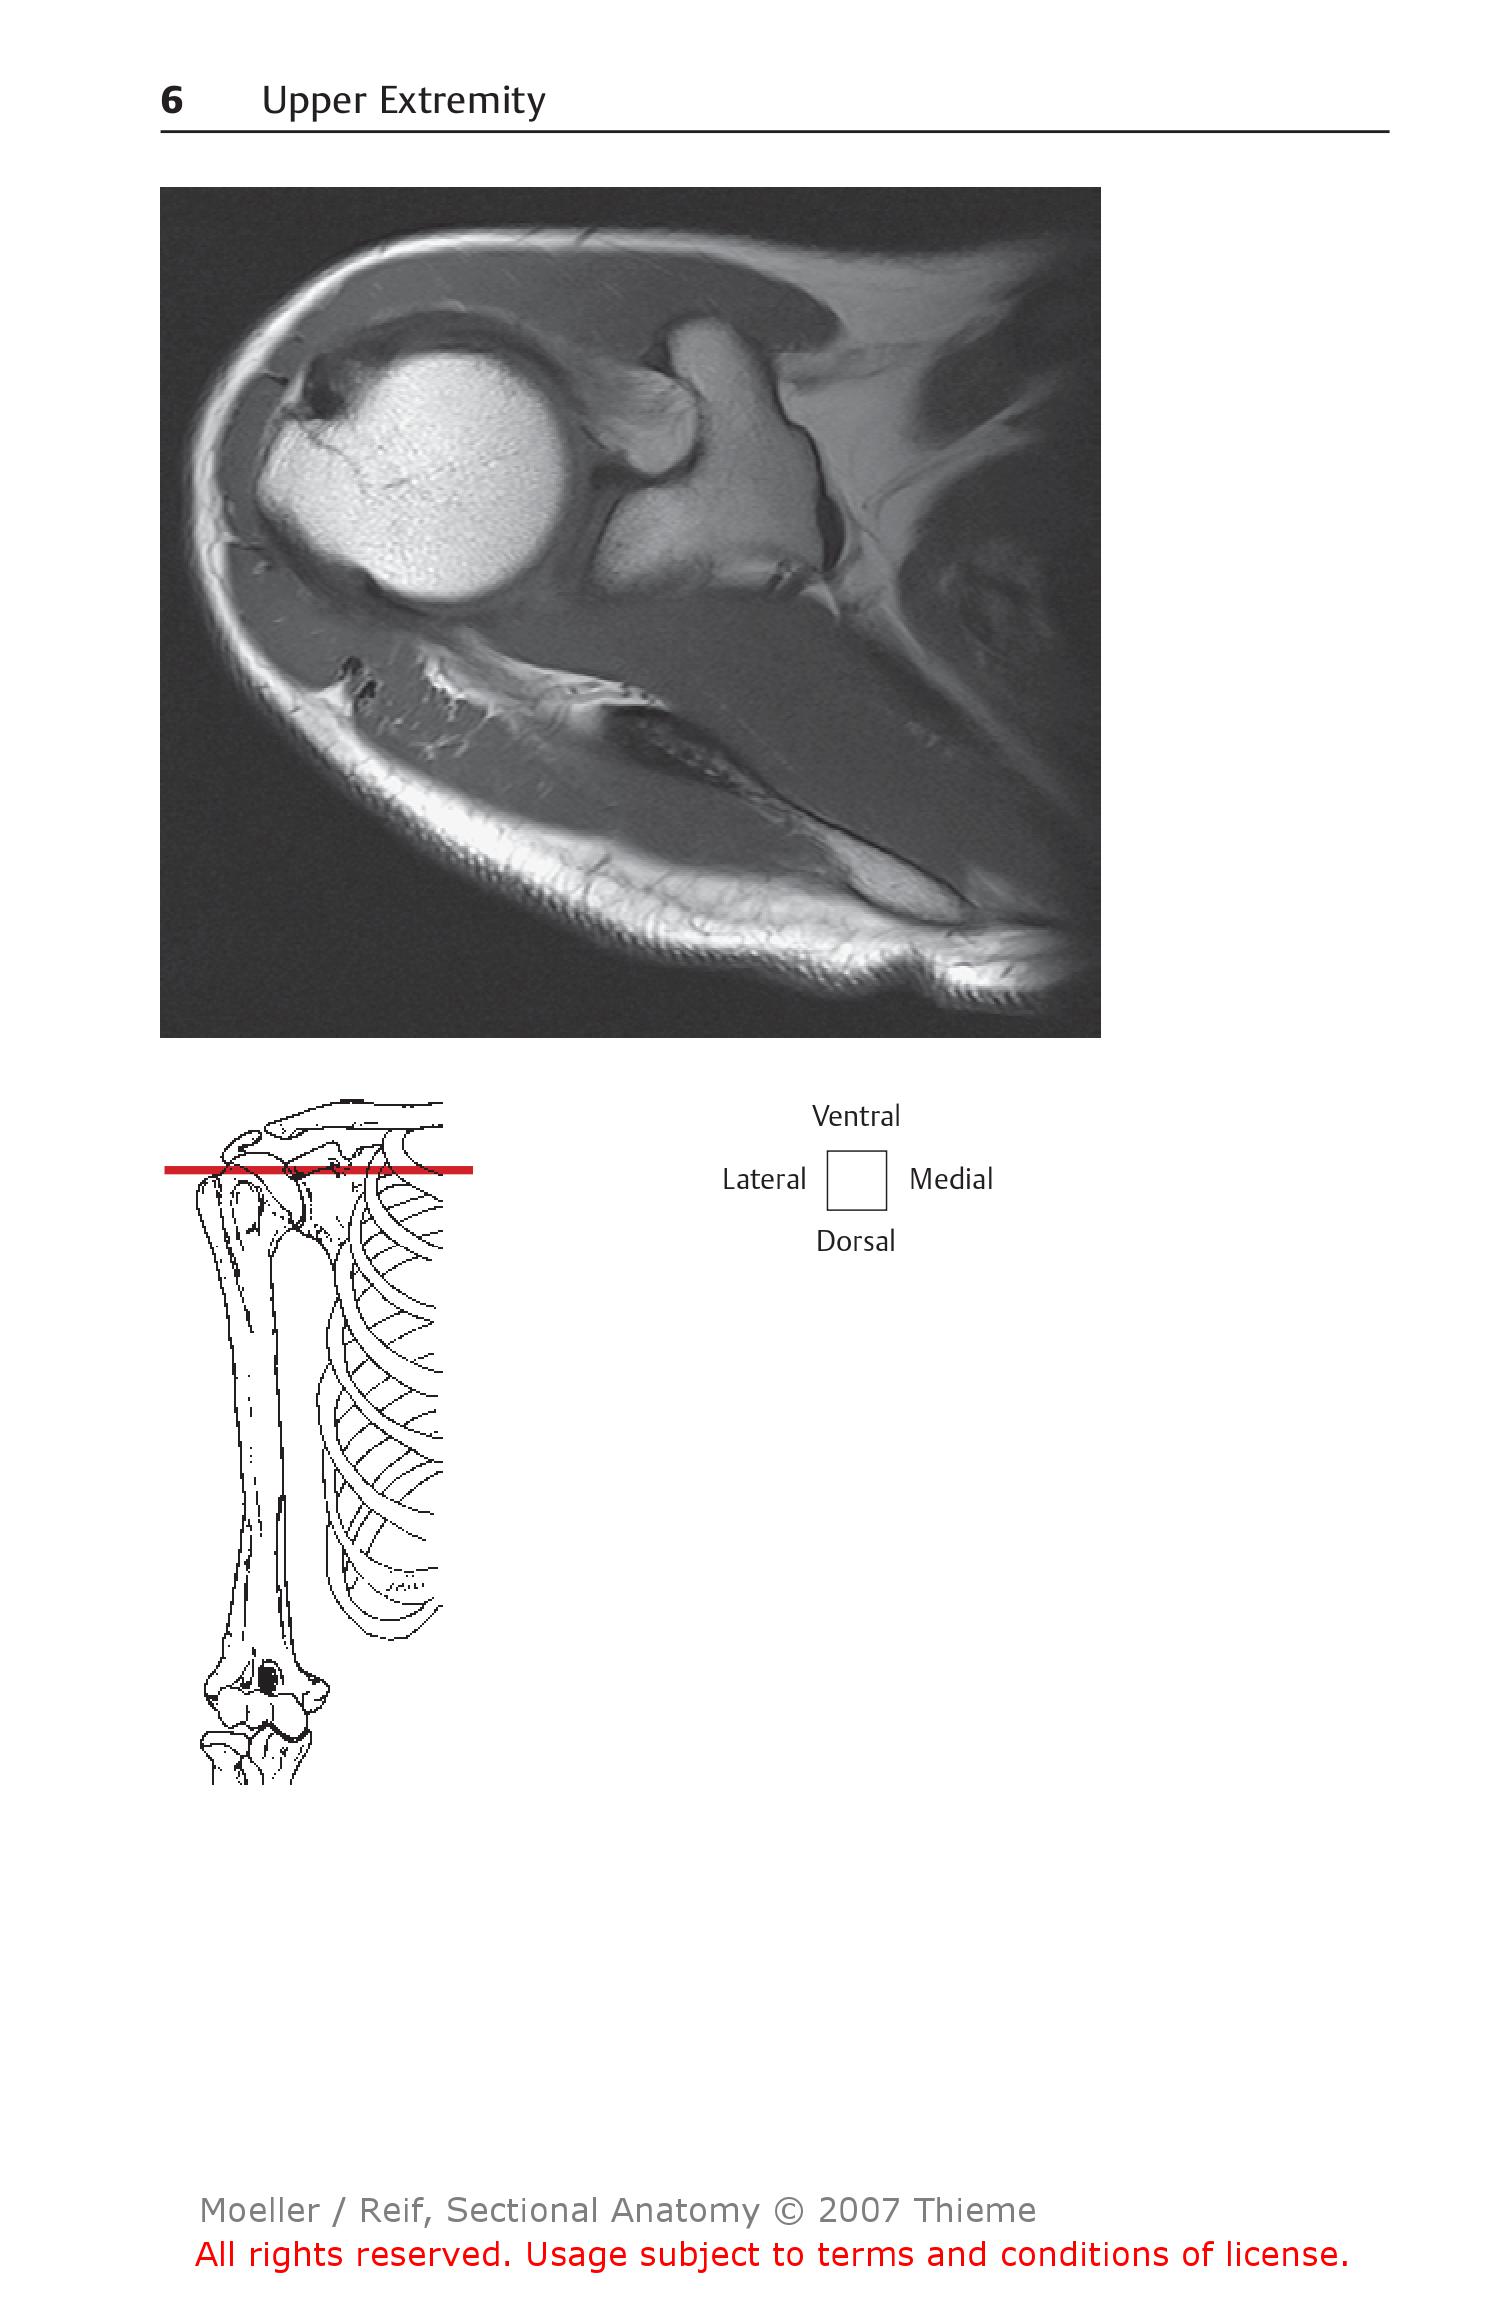 6 Upper Extremity
Ventral
Lateral Medial
Dorsal
Moeller / Reif, Sectional Anatomy © 2007 Thieme
All rights reserved. Usage subject to terms and conditions of license.